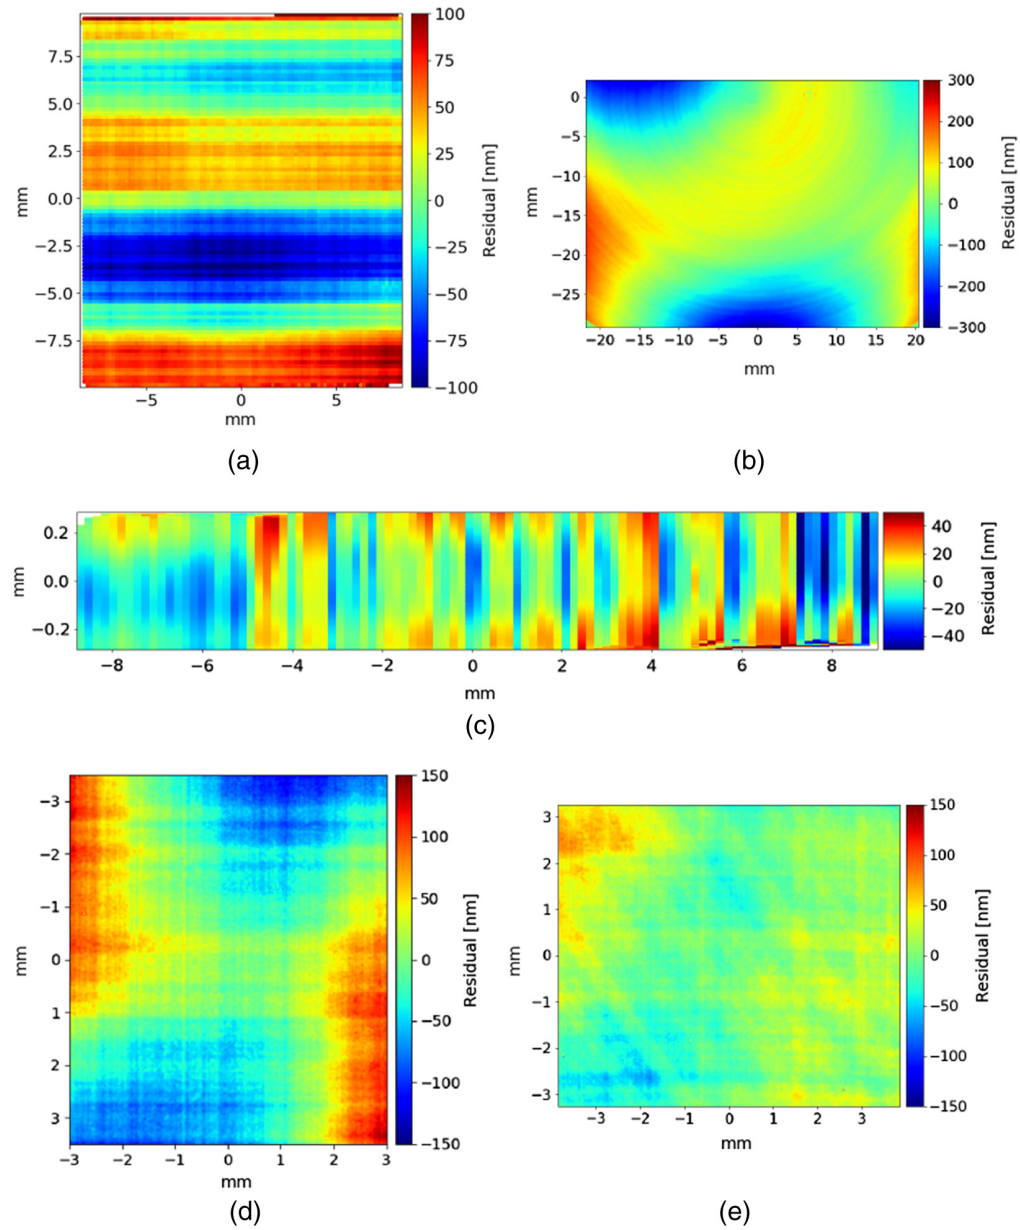 100
75
50
25
0
−25
−50
−75
−100
Residual [nm]
7.5
5.0
2.5
0.0
−2.5
−5.0
−7.5
mm
−5 0 5
mm
(a)
0
−5
−10
−15
−20
−25
mm
−20 −15 −10 −5 0 5 10 15 20
mm
300
200
100
0
−100
−200
−300
Residual [nm]
(b)
0.2
0.0
−0.2
mm
−8 −6 −4 −2 0 2 4 6 8
mm
40
20
0
−20
−40
Residual [nm]
(c)
−3
−2
−1
0
1
2
3
mm
−3 −2 −1 0 1 2 3
mm
150
100
50
0
−50
−100
−150
Residual [nm]
(d)
3
2
1
0
−1
−2
−3
mm
−3 −2 −1 0 1 2 3
mm
150
100
50
0
−50
−100
−150
Residual [nm]
(e)